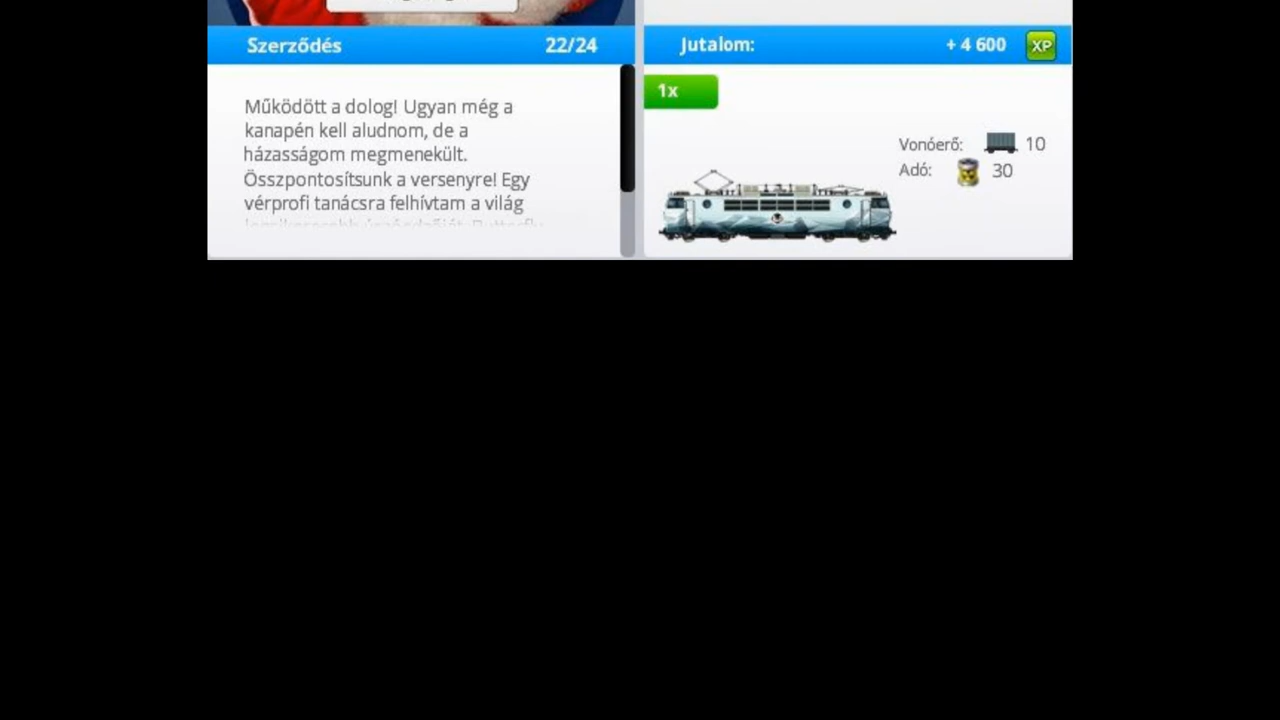 Szerződés 22/24
Működött a dolog! Ugyan még a
kanapén kell aludnom, de a
házasságom megmenekült.
Összpontosítsunk a versenyre! Egy
vérprofi tanácsra felhívtam a világ
Jutalom: + 4 600 XP
1x
Vonóerő: 10
Adó: 30